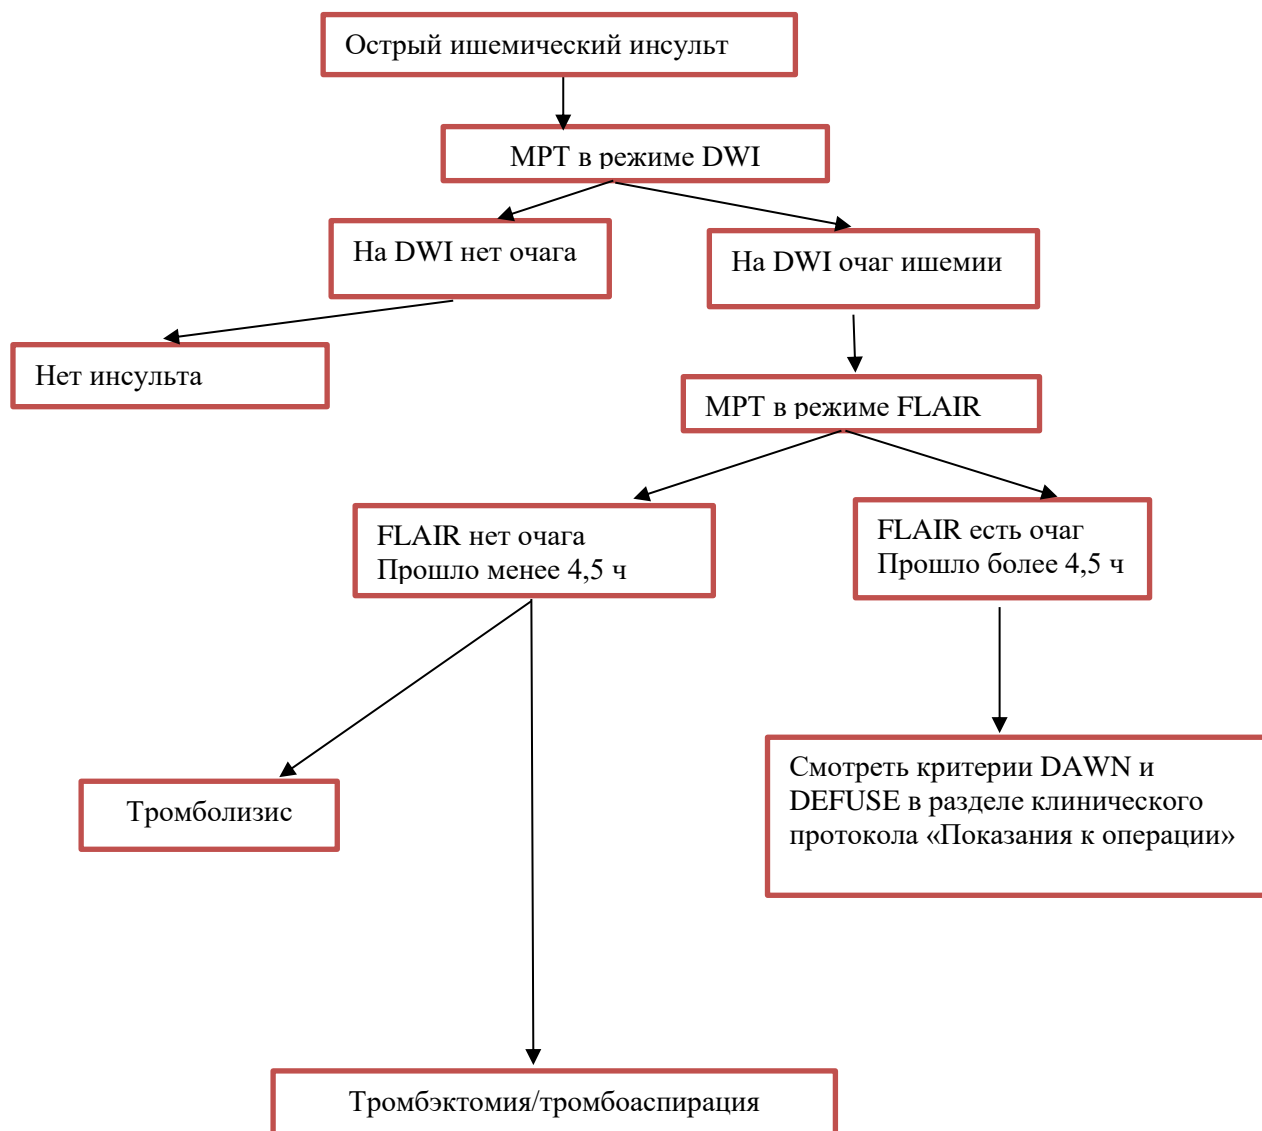 Острый ишемический инсульт
МРТ в режиме DWI
На DWI нет очага
На DWI очаг ишемии
Нет инсульта
МРТ в режиме FLAIR
FLAIR нет очага
Прошло менее 4,5 ч
FLAIR есть очаг
Прошло более 4,5 ч
Тромболизис
Смотреть критерии DAWN и
DEFUSE в разделе клинического
протокола «Показания к операции»
Тромбэктомия/тромбоаспирация